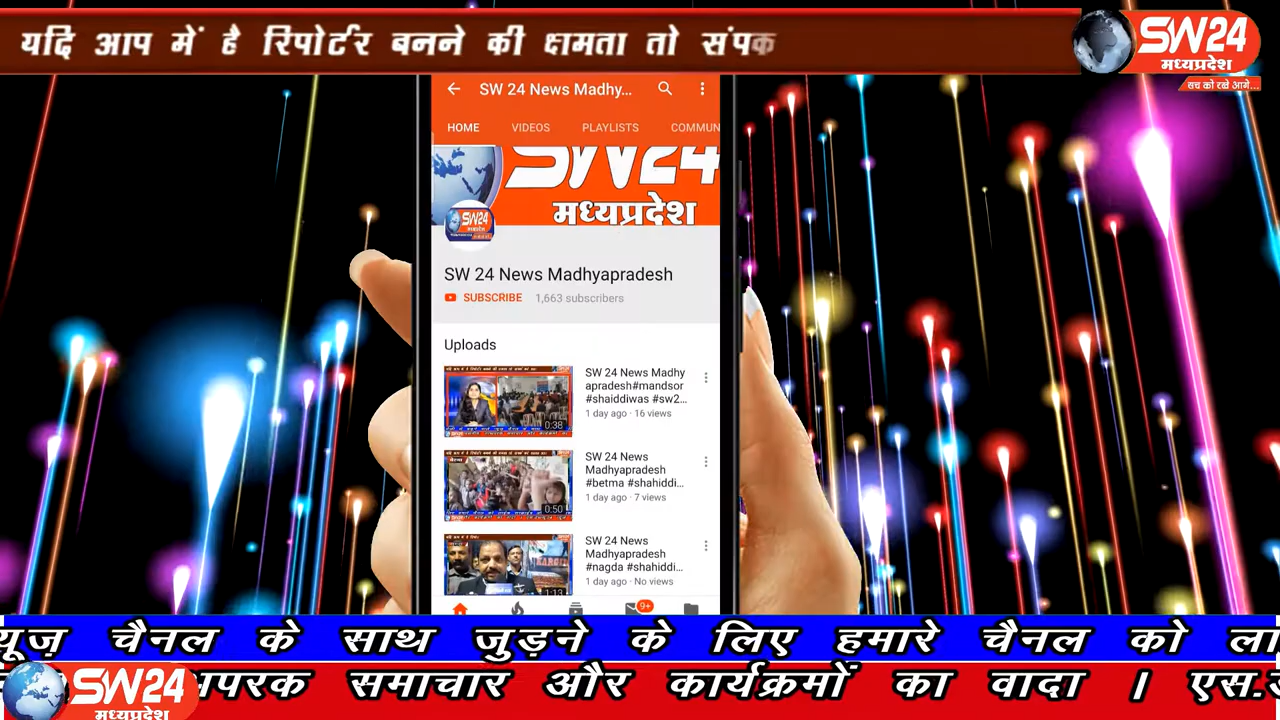 यदि आप में है रिपोर्टर बनने की क्षमता तो संपक
SW24
मध्यप्रदेश
सच को रखे आगे...
SW 24 News Madhy...
HOME VIDEOS PLAYLISTS COMMUN
SW24
मध्यप्रदेश
SW24
SW 24 News Madhyapradesh
SUBSCRIBE 1,663 subscribers
Uploads
SW 24 News Madhy
apradesh#mandsor
#shaiddiwas #sw2...
1 day ago · 16 views
0:38
SW 24 News
Madhyapradesh
#betma #shahiddi...
1 day ago · 7 views
0:50
SW 24 News
Madhyapradesh
#nagda #shahiddi...
1 day ago · No views
1:13
9+
यूज़ चैनल के साथ जुड़ने के लिए हमारे चैनल को ला
परक समाचार और कार्यक्रमों का वादा । एस.
SW24
मध्यप्रदेश